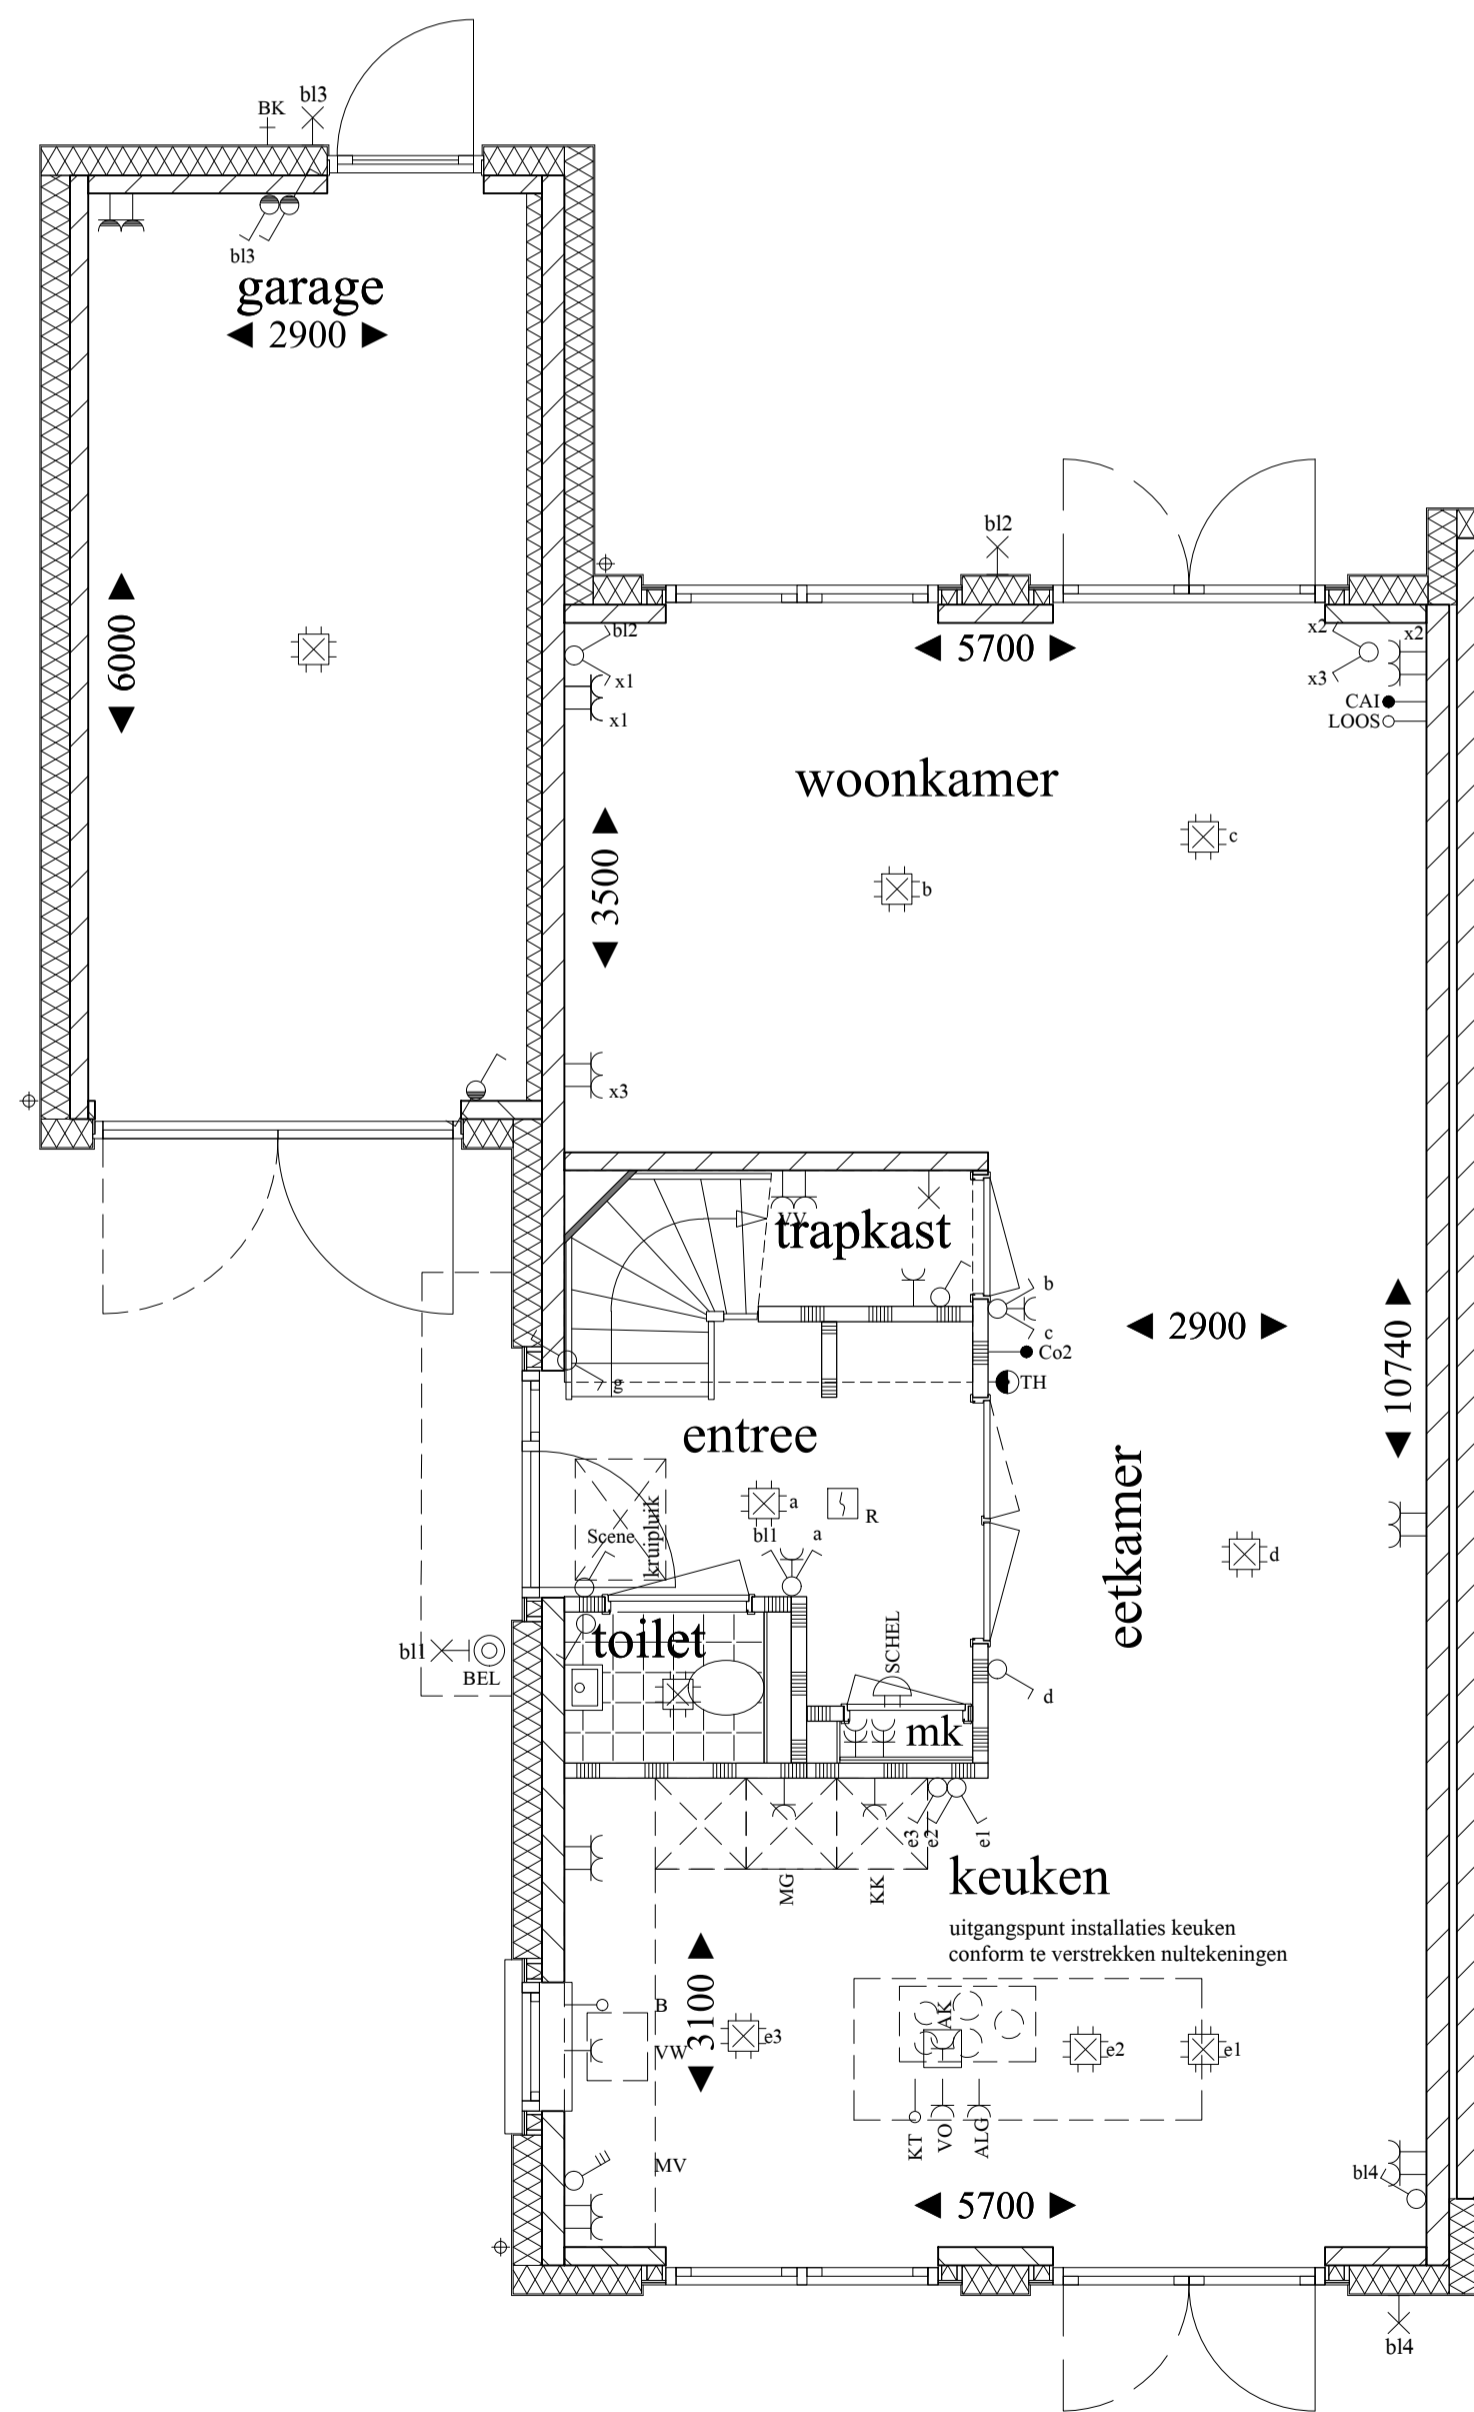 bl3
BK
bl3
garage
◄ 2900 ►
bl2
bl2
◄ 5700 ►
x2
x2
x1
x1
x3
CAI
LOOS
◄ 6000 ►
woonkamer
c
b
◄ 3500 ►
x3
VV
trapkast
b
c
Co2
TH
◄ 2900 ►
◄ 10740 ►
g
entree
eetkamer
kruipluik
Scene
a
R
bl1
a
d
toilet
SCHEL
bl1
BEL
d
mk
e3
e2
e1
MG
KK
keuken
uitgangspunt installaties keuken
conform te verstrekken nultekeningen
B
VW
◄ 3100 ►
e3
AK
e2
e1
KT
VO
ALG
MV
bl4
◄ 5700 ►
bl4